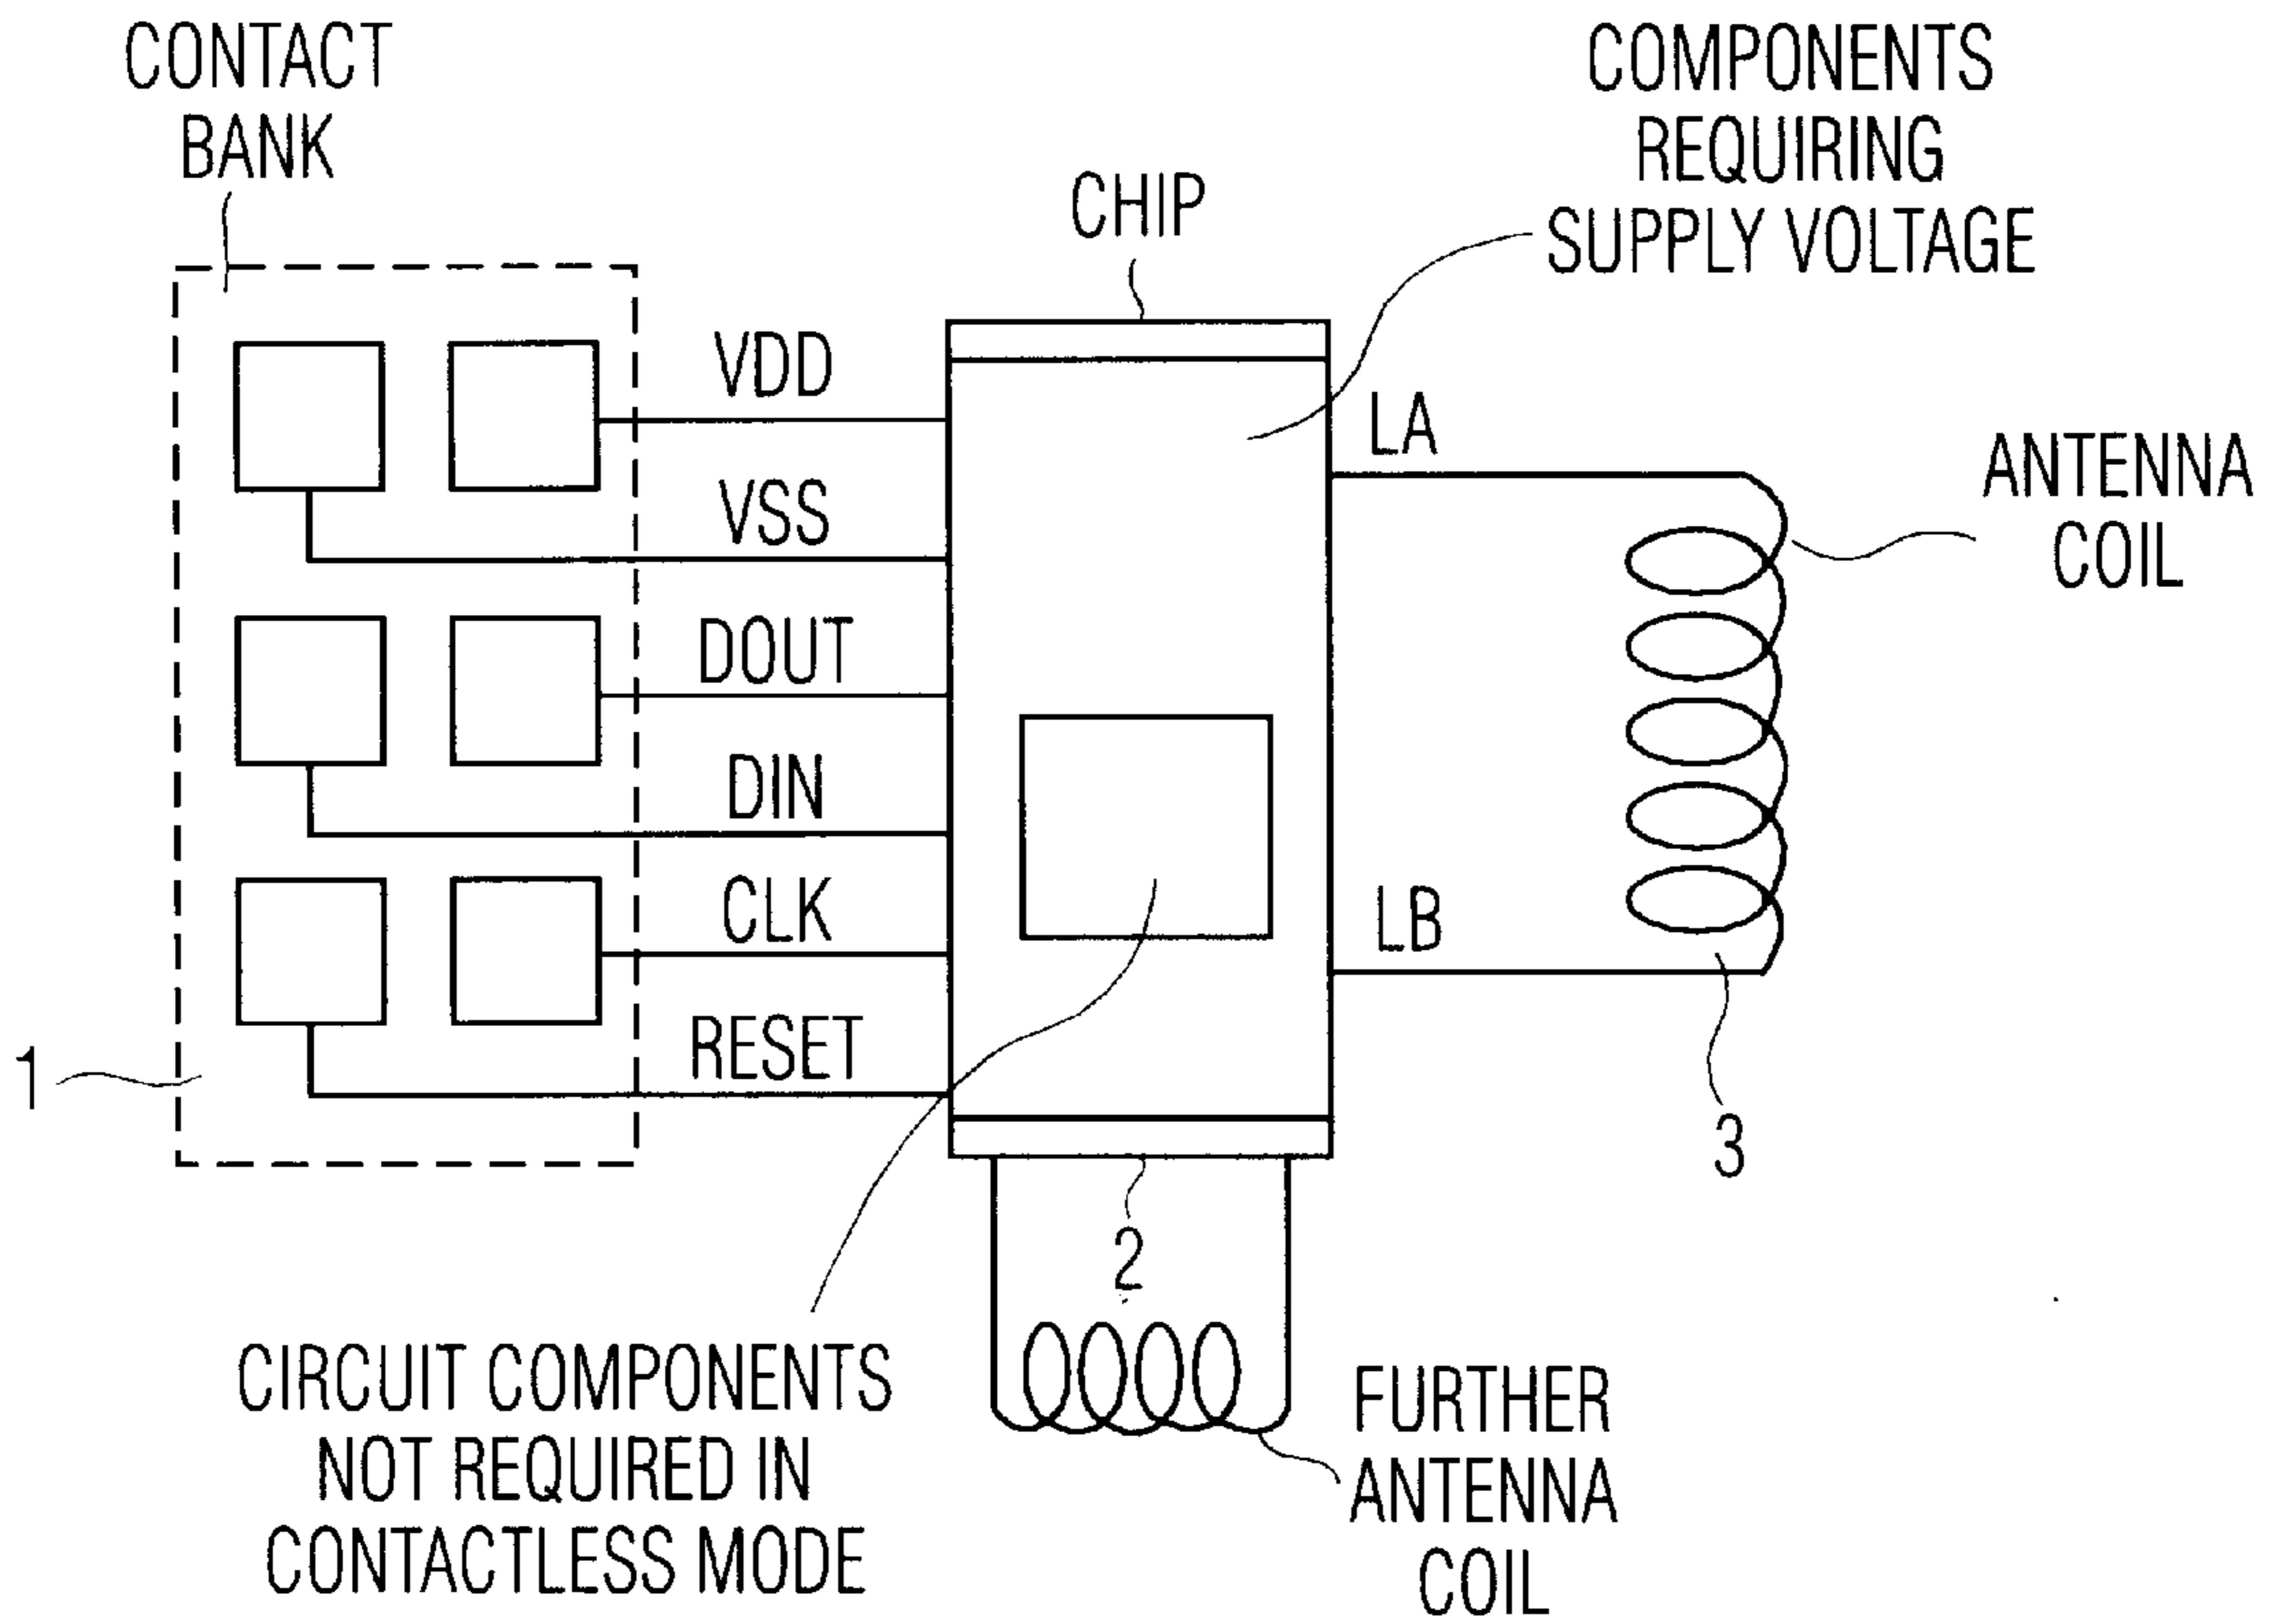 CONTACT
BANK
CHIP
COMPONENTS
REQUIRING
SUPPLY VOLTAGE
VDD
VSS
DOUT
DIN
CLK
RESET
LA
LB
ANTENNA
COIL
1
2
3
CIRCUIT COMPONENTS
NOT REQUIRED IN
CONTACTLESS MODE
FURTHER
ANTENNA
COIL